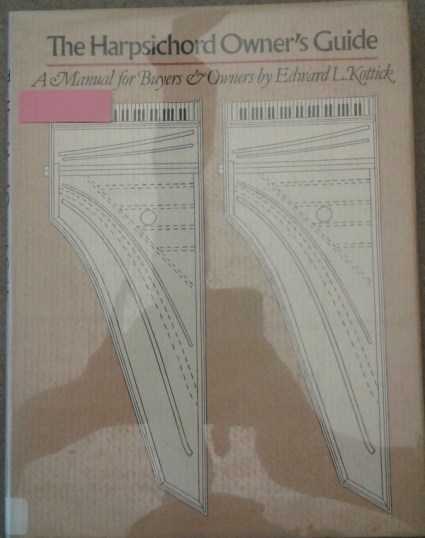 The Harpsichord Owner's Guide
A Manual for Buyers & Owners by Edward L. Kottick